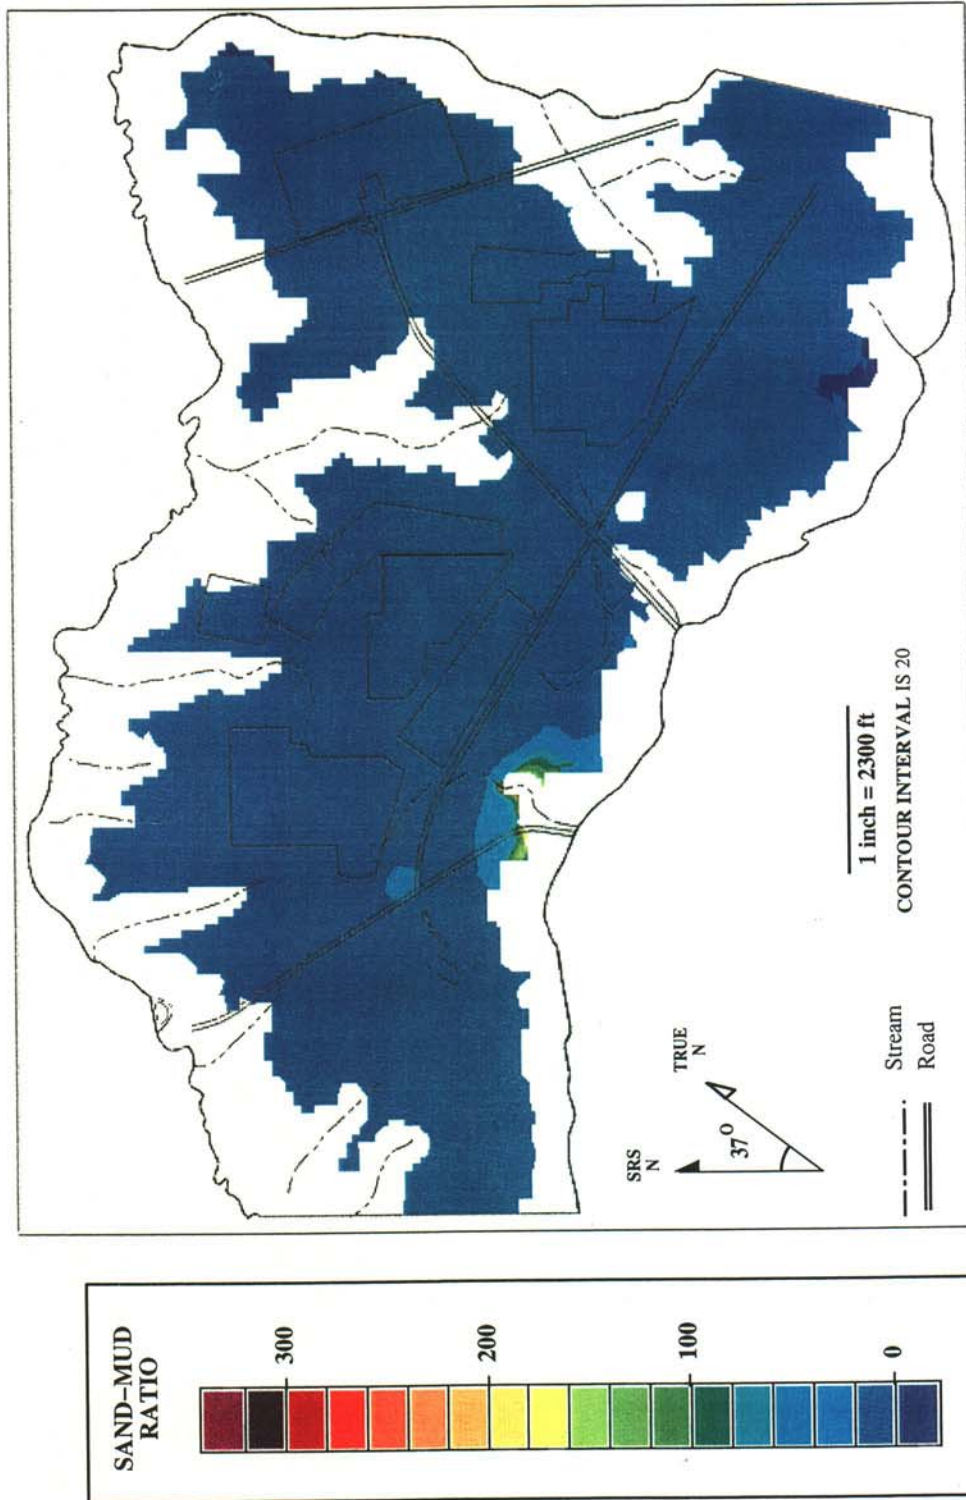 SRS
N
TRUE
N
37°
1 inch = 2300 ft
CONTOUR INTERVAL IS 20
Stream
Road
SAND-MUD
RATIO
300
200
100
0